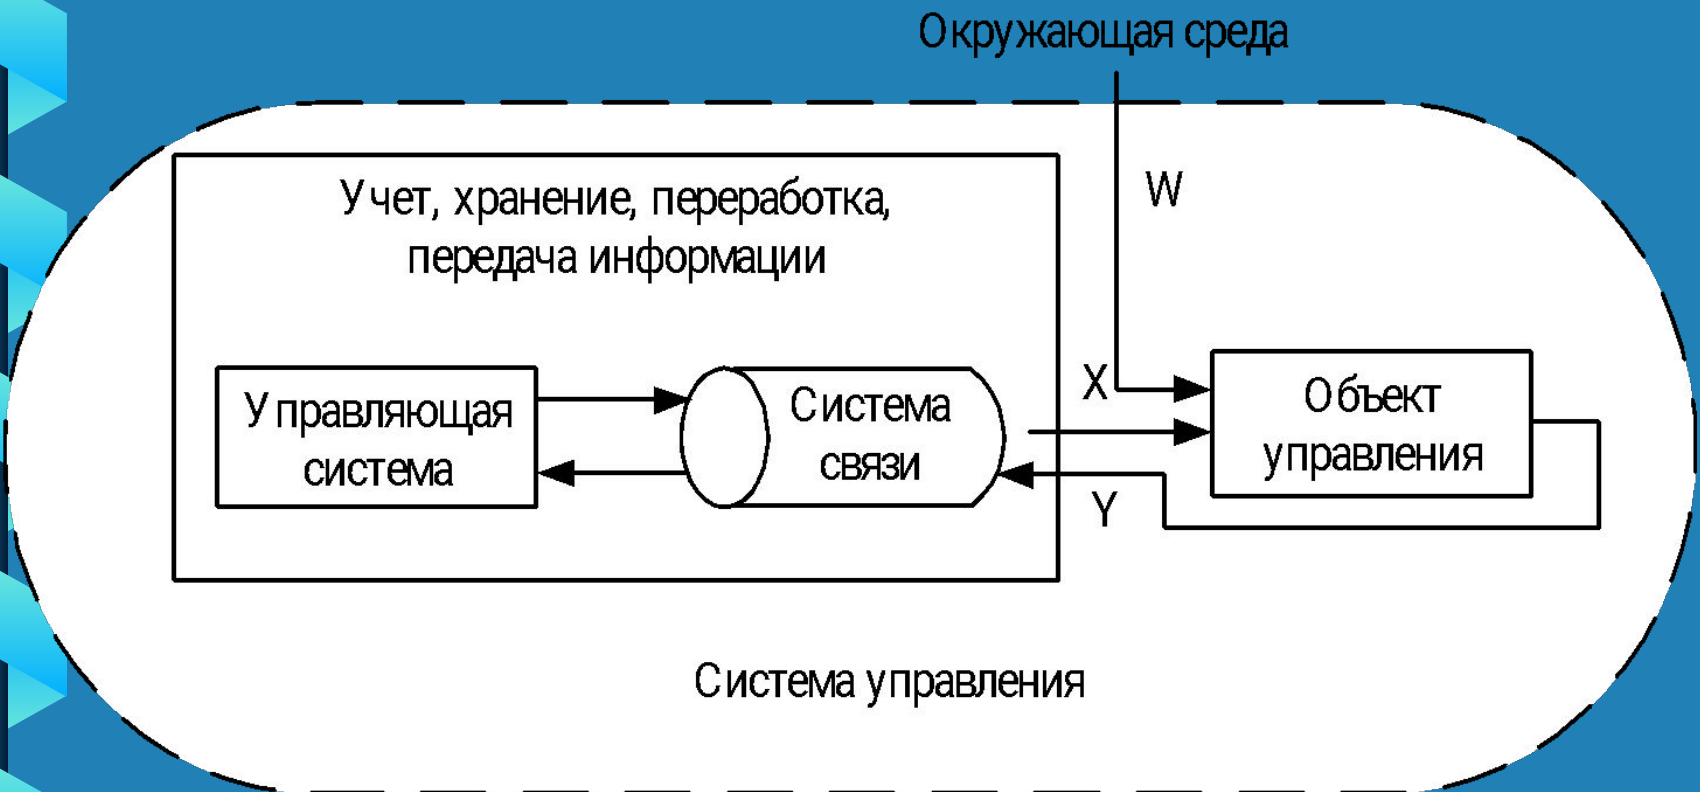 Окружающая среда
W
Учет, хранение, переработка,
передача информации
X
Управляющая
система
Система
связи
Объект
управления
Y
Система управления